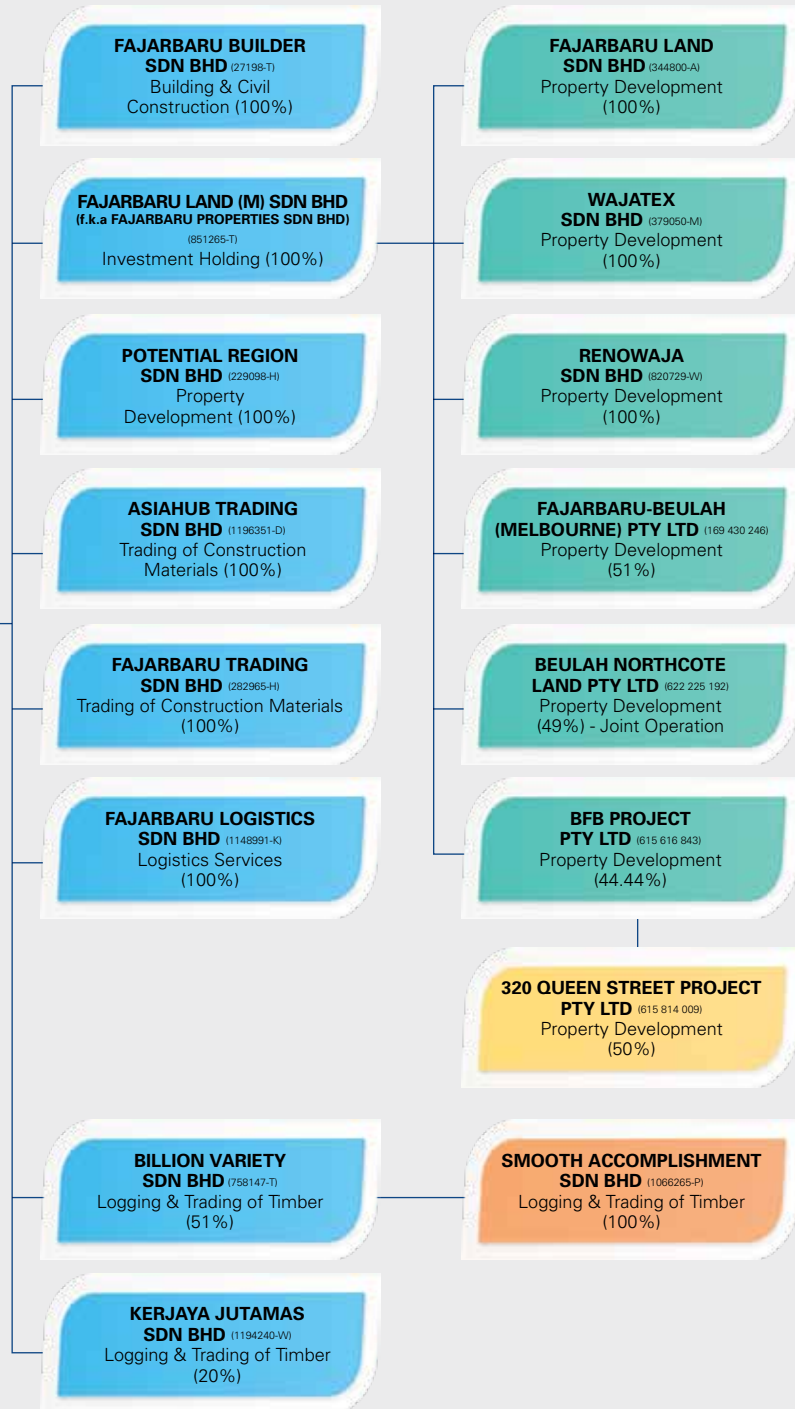 FAJARBARU BUILDER
SDN BHD (27198-T)
Building & Civil
Construction (100%)
FAJARBARU LAND (M) SDN BHD
(f.k.a FAJARBARU PROPERTIES SDN BHD)
(851265-T)
Investment Holding (100%)
POTENTIAL REGION
SDN BHD (229098-H)
Property
Development (100%)
ASIAHUB TRADING
SDN BHD (1196351-D)
Trading of Construction
Materials (100%)
FAJARBARU TRADING
SDN BHD (282965-H)
Trading of Construction Materials
(100%)
FAJARBARU LOGISTICS
SDN BHD (1148991-K)
Logistics Services
(100%)
BILLION VARIETY
SDN BHD (758147-T)
Logging & Trading of Timber
(51%)
KERJAYA JUTAMAS
SDN BHD (1194240-W)
Logging & Trading of Timber
(20%)
FAJARBARU LAND
SDN BHD (344800-A)
Property Development
(100%)
WAJATEX
SDN BHD (379050-M)
Property Development
(100%)
RENOWAJA
SDN BHD (820729-W)
Property Development
(100%)
FAJARBARU-BEULAH
(MELBOURNE) PTY LTD (169 430 246)
Property Development
(51%)
BEULAH NORTHCOTE
LAND PTY LTD (622 225 192)
Property Development
(49%) - Joint Operation
BFB PROJECT
PTY LTD (615 616 843)
Property Development
(44.44%)
320 QUEEN STREET PROJECT
PTY LTD (615 814 009)
Property Development
(50%)
SMOOTH ACCOMPLISHMENT
SDN BHD (1066265-P)
Logging & Trading of Timber
(100%)